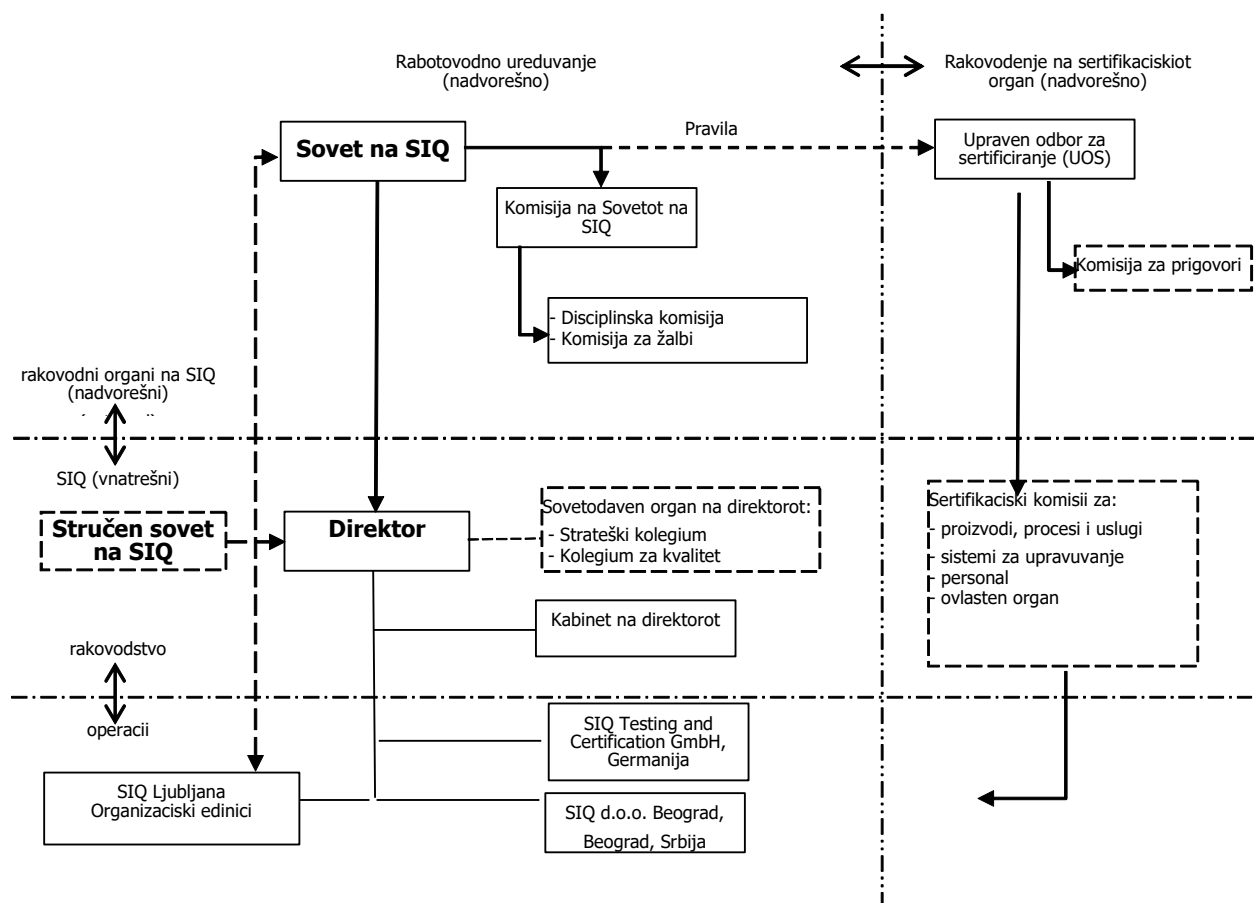 Rabotovodno ureduvanje
(nadvorešno)
Rakovodenje na sertifikaciskiot
organ (nadvorešno)
Sovet na SIQ
Pravila
Upraven odbor za
sertificiranje (UOS)
Komisija na Sovetot na
SIQ
Komisija za prigovori
- Disciplinska komisija
- Komisija za žalbi
rakovodni organi na SIQ
(nadvorešni)
SIQ (vnatrešni)
Stručen sovet
na SIQ
Direktor
Sovetodaven organ na direktorot:
- Strateški kolegium
- Kolegium za kvalitet
Sertifikaciski komisii za:
- proizvodi, procesi i uslugi
- sistemi za upravuvanje
- personal
- ovlasten organ
Kabinet na direktorot
rakovodstvo
operacii
SIQ Testing and
Certification GmbH,
Germanija
SIQ Ljubljana
Organizaciski edinici
SIQ d.o.o. Beograd,
Beograd, Srbija